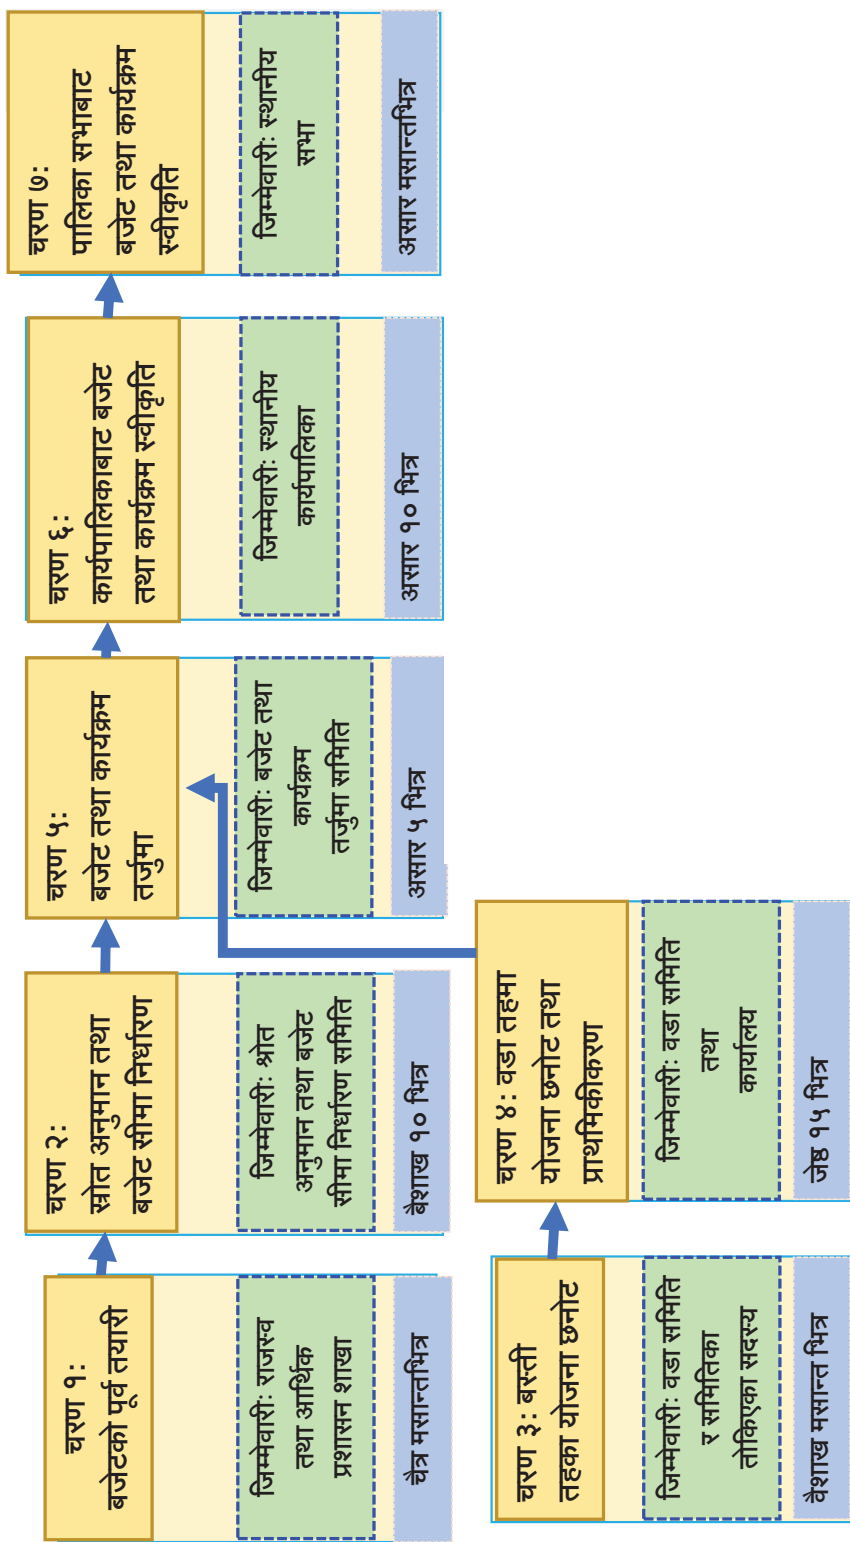 चरण १:
बजेटको पूर्व तयारी
जिम्मेवारी: राजस्व
तथा आर्थिक
प्रशासन शाखा
चैत्र मसान्तभित्र
चरण २:
स्रोत अनुमान तथा
बजेट सीमा निर्धारण
जिम्मेवारी: श्रोत
अनुमान तथा बजेट
सीमा निर्धारण समिति
बैशाख १० भित्र
चरण ३: बस्ती
तहका योजना छनोट
जिम्मेवारी: वडा समिति
र समितिका
तोकिएका सदस्य
वैशाख मसान्त भित्र
चरण ४: वडा तहमा
योजना छनोट तथा
प्राथमिकीकरण
जिम्मेवारी: वडा समिति
तथा
कार्यालय
जेष्ठ १५ भित्र
चरण ५:
बजेट तथा कार्यक्रम
तर्जुमा
जिम्मेवारी: बजेट तथा
कार्यक्रम
तर्जुमा समिति
असार ५ भित्र
चरण ६:
कार्यपालिकाबाट बजेट
तथा कार्यक्रम स्वीकृति
जिम्मेवारी: स्थानीय
कार्यपालिका
असार १० भित्र
चरण ७:
पालिका सभाबाट
बजेट तथा कार्यक्रम
स्वीकृति
जिम्मेवारी: स्थानीय
सभा
असार मसान्तभित्र